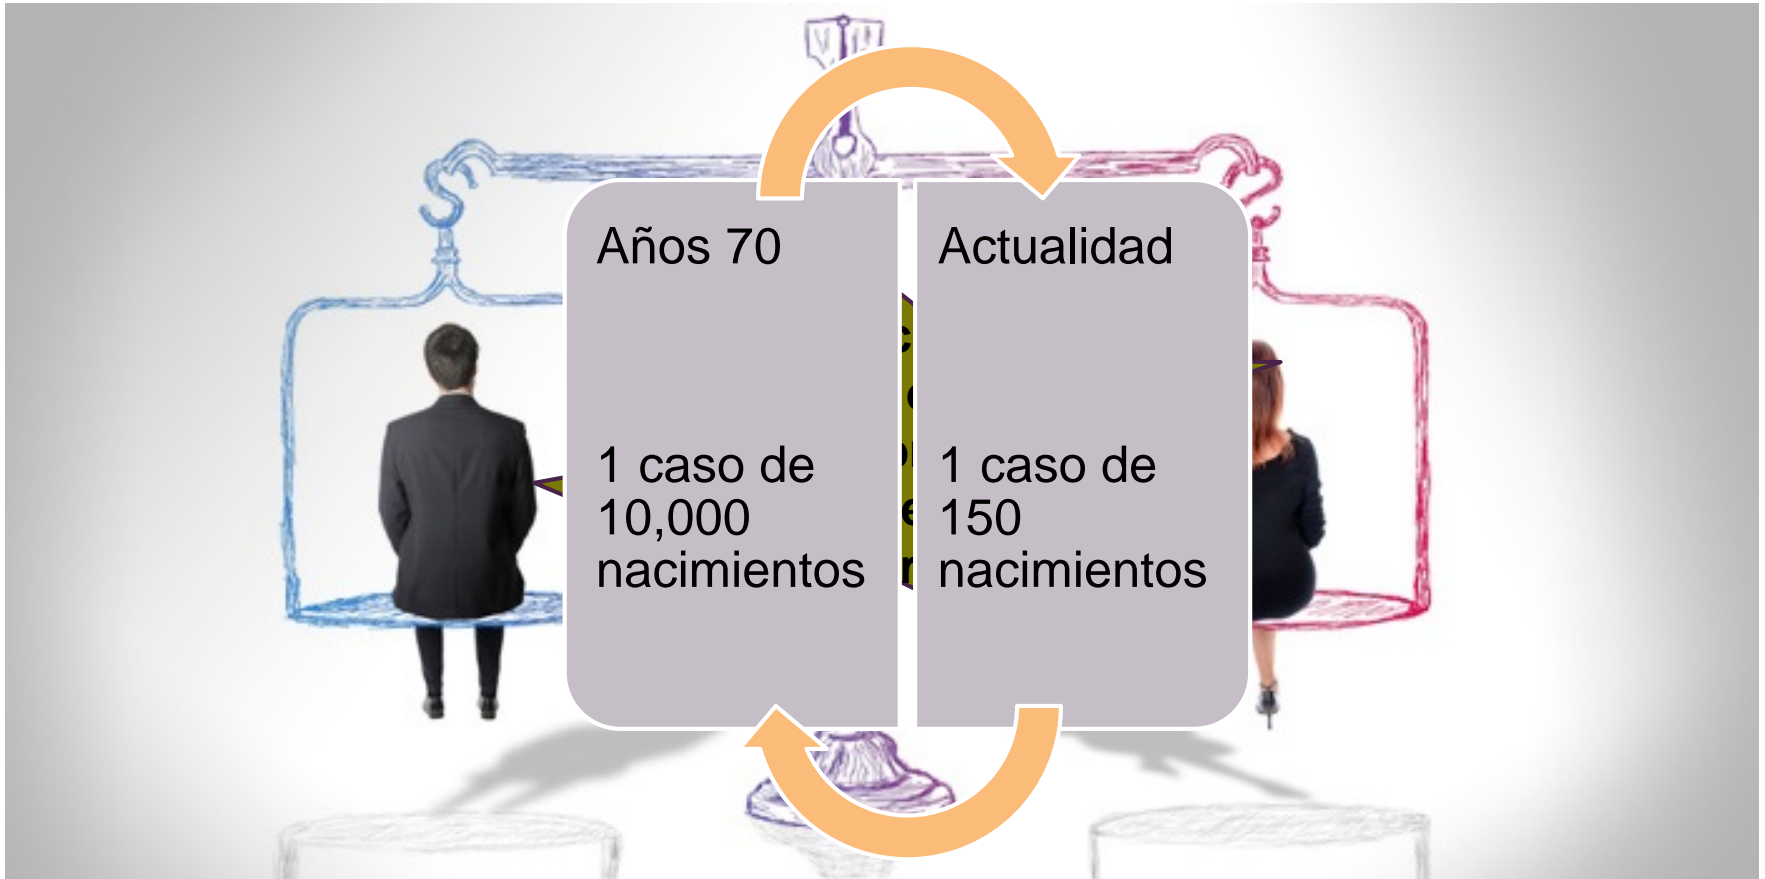 Años 70
1 caso de
10,000
nacimientos
Actualidad
1 caso de
150
nacimientos